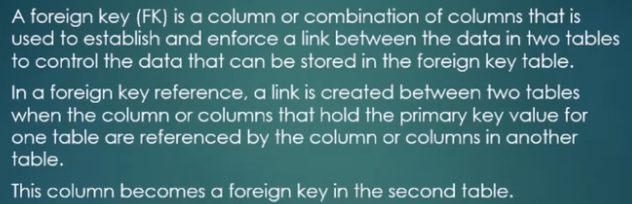 A foreign key (FK) is a column or combination of columns that is
used to establish and enforce a link between the data in two tables
to control the data that can be stored in the foreign key table.
In a foreign key reference, a link is created between two tables
when the column or columns that hold the primary key value for
one table are referenced by the column or columns in another
table.
This column becomes a foreign key in the second table.